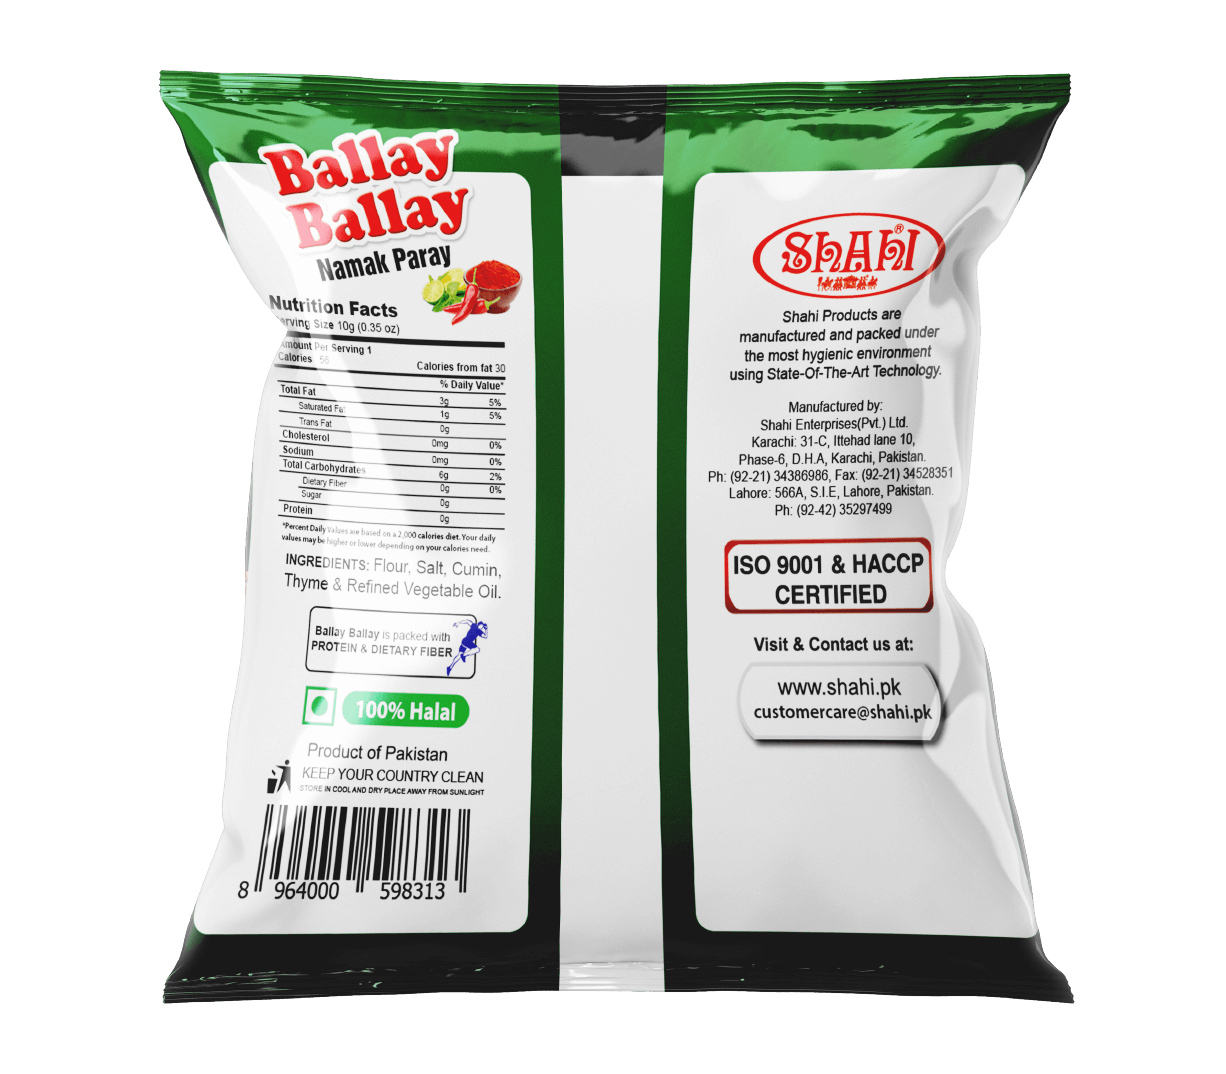 Ballay
Ballay
Namak Paray
Nutrition Facts
erving Size 10g (0.35 oz)
mount Per Serving 1
Calories 56
Calories from fat 30
% Daily Value*
Total Fat 3g 5%
Saturated Fat 1g 5%
Trans Fat 0g
Cholesterol 0mg 0%
Sodium 0mg 0%
Total Carbohydrates 6g 2%
Dietary Fiber 0g 0%
Sugar 0g
Protein 0g
*Percent Daily Values are based on a 2,000 calories diet. Your daily
values may be higher or lower depending on your calories need.
INGREDIENTS: Flour, Salt, Cumin,
Thyme & Refined Vegetable Oil.
Ballay Ballay is packed with
PROTEIN & DIETARY FIBER
100% Halal
Product of Pakistan
KEEP YOUR COUNTRY CLEAN
STORE IN COOL AND DRY PLACE AWAY FROM SUNLIGHT
8 964000 598313
SHAHI®
Shahi Products are
manufactured and packed under
the most hygienic environment
using State-Of-The-Art Technology.
Manufactured by:
Shahi Enterprises(Pvt.) Ltd.
Karachi: 31-C, Ittehad lane 10,
Phase-6, D.H.A, Karachi, Pakistan.
Ph: (92-21) 34386986, Fax: (92-21) 34528351
Lahore: 566A, S.I.E, Lahore, Pakistan.
Ph: (92-42) 35297499
ISO 9001 & HACCP
CERTIFIED
Visit & Contact us at:
www.shahi.pk
customercare@shahi.pk